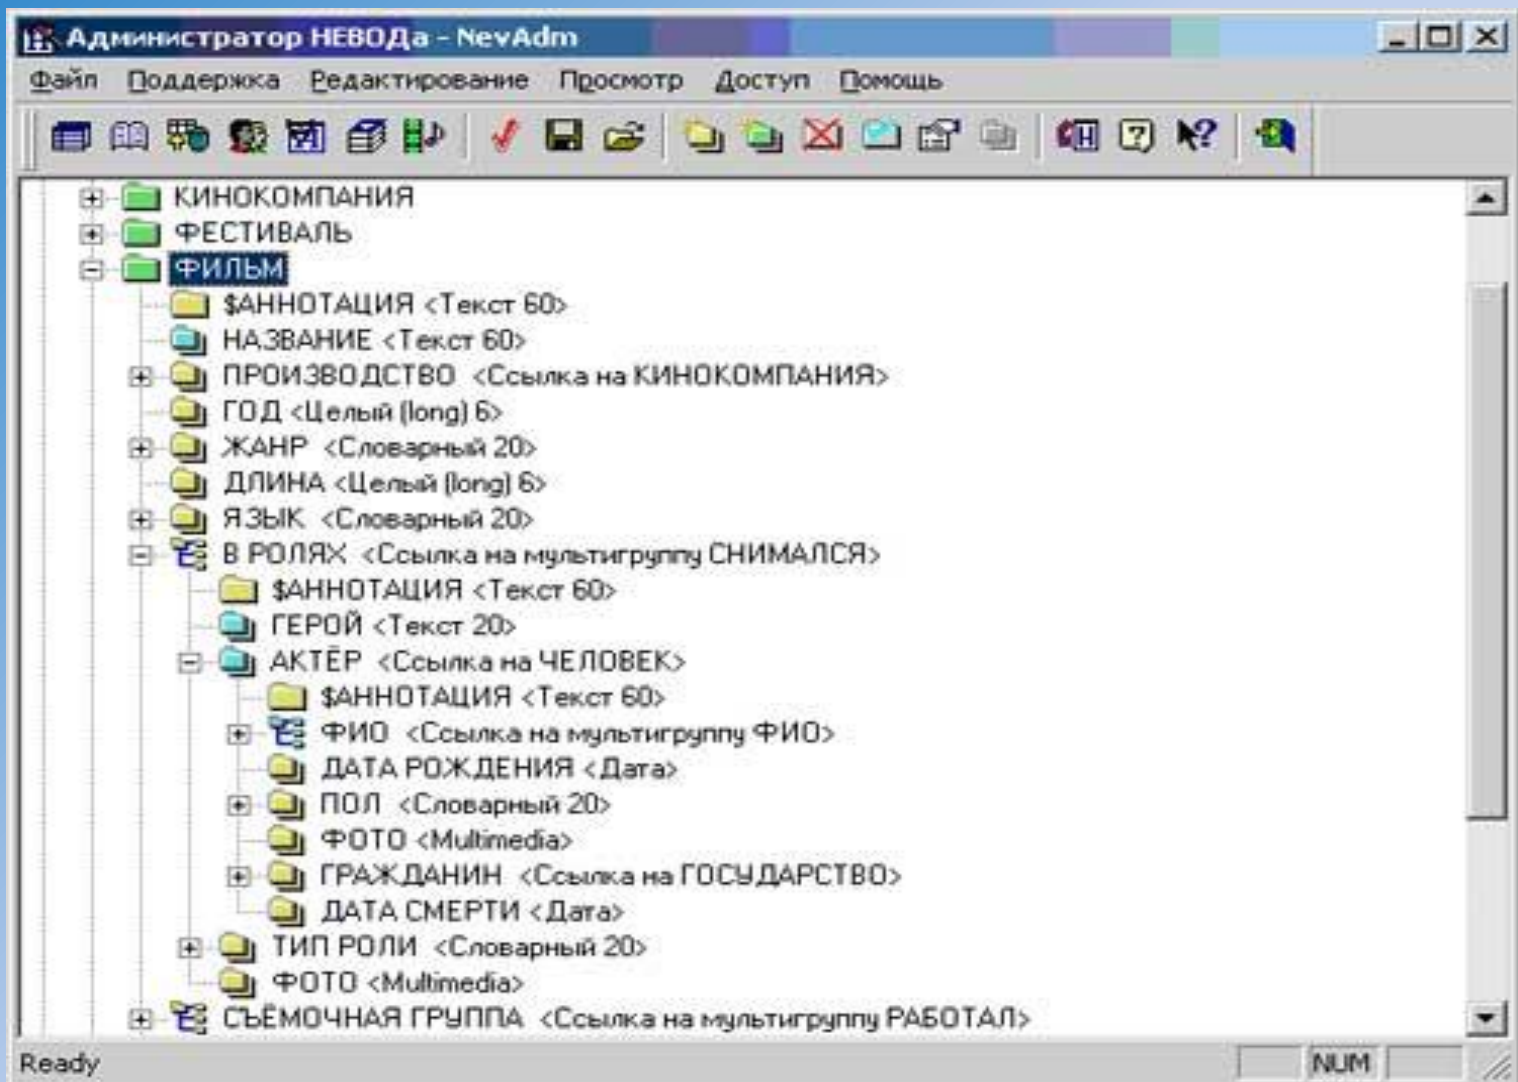 Администратор НЕВОДа - NevAdm
Файл Поддержка Редактирование Просмотр Доступ Помощь
КИНОКОМПАНИЯ
ФЕСТИВАЛЬ
ФИЛЬМ
$АННОТАЦИЯ <Текст 60>
НАЗВАНИЕ <Текст 60>
ПРОИЗВОДСТВО <Ссылка на КИНОКОМПАНИЯ>
ГОД <Целый (long) 6>
ЖАНР <Словарный 20>
ДЛИНА <Целый (long) 6>
ЯЗЫК <Словарный 20>
В РОЛЯХ <Ссылка на мультигруппу СНИМАЛСЯ>
$АННОТАЦИЯ <Текст 60>
ГЕРОЙ <Текст 20>
АКТЁР <Ссылка на ЧЕЛОВЕК>
$АННОТАЦИЯ <Текст 60>
ФИО <Ссылка на мультигруппу ФИО>
ДАТА РОЖДЕНИЯ <Дата>
ПОЛ <Словарный 20>
ФОТО <Multimedia>
ГРАЖДАНИН <Ссылка на ГОСУДАРСТВО>
ДАТА СМЕРТИ <Дата>
ТИП РОЛИ <Словарный 20>
ФОТО <Multimedia>
СЪЁМОЧНАЯ ГРУППА <Ссылка на мультигруппу РАБОТАЛ>
Ready NUM